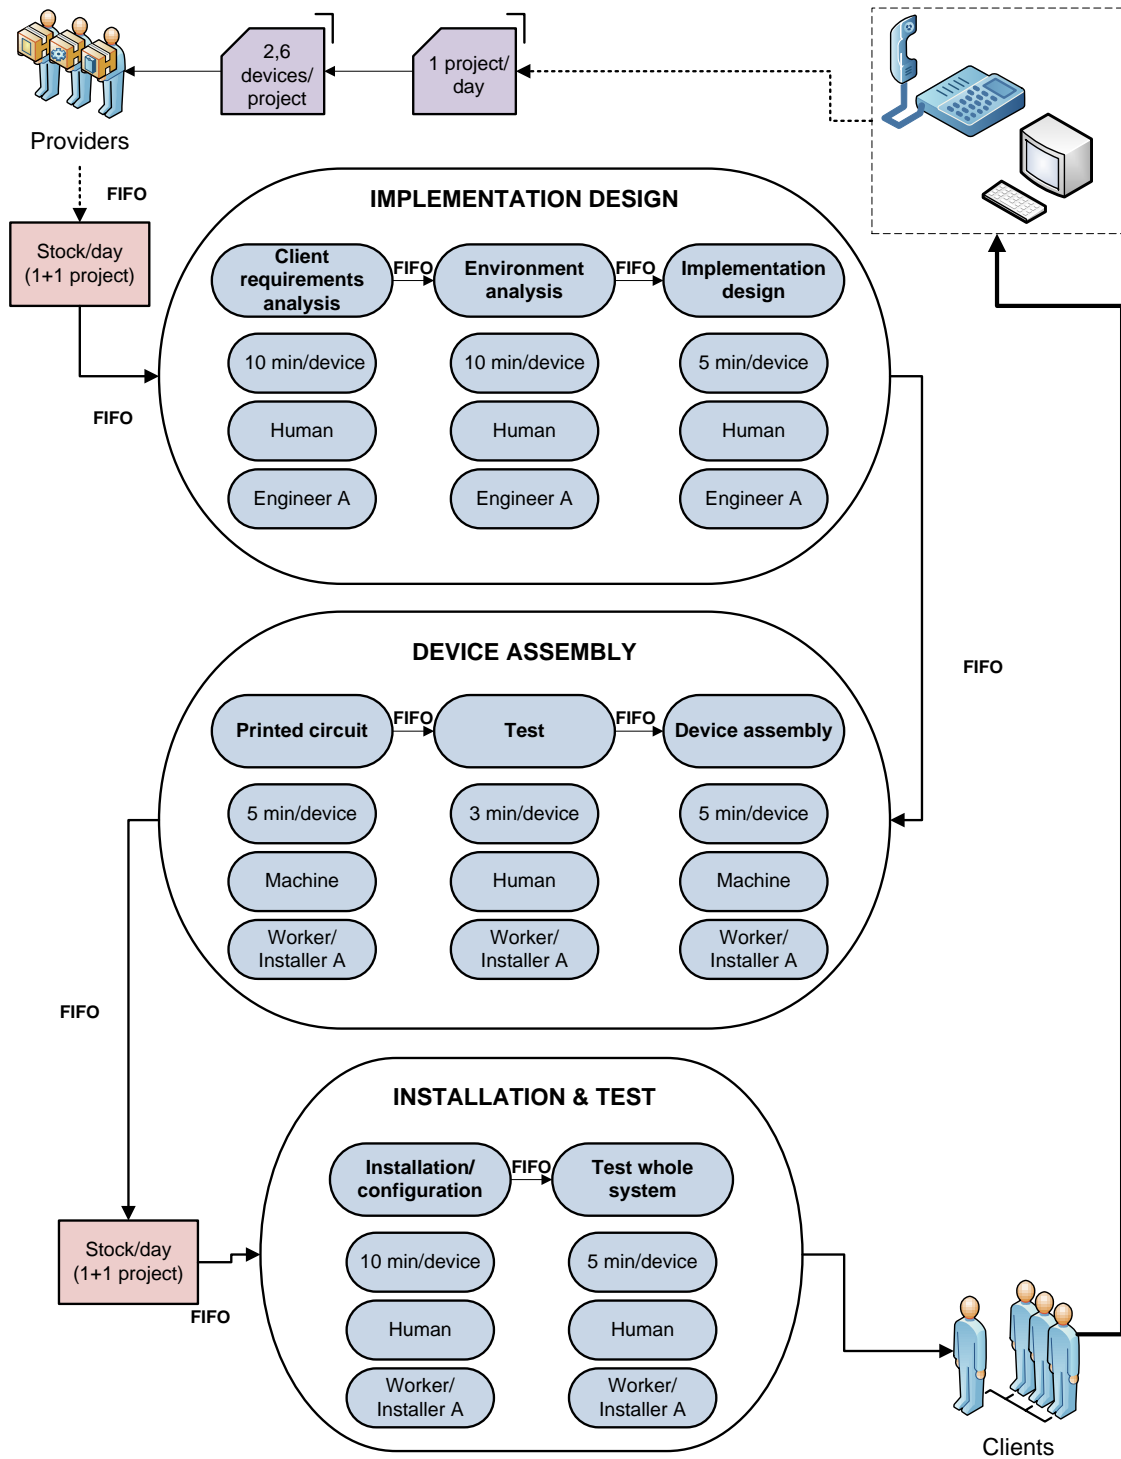 2,6
devices/
project
1 project/
day
Providers
FIFO
Stock/day
(1+1 project)
FIFO
IMPLEMENTATION DESIGN
Client
requirements
analysis
FIFO
Environment
analysis
FIFO
Implementation
design
10 min/device
10 min/device
5 min/device
Human
Human
Human
Engineer A
Engineer A
Engineer A
FIFO
DEVICE ASSEMBLY
Printed circuit
FIFO
Test
FIFO
Device assembly
5 min/device
3 min/device
5 min/device
Machine
Human
Machine
Worker/
Installer A
Worker/
Installer A
Worker/
Installer A
FIFO
Stock/day
(1+1 project)
FIFO
INSTALLATION & TEST
Installation/
configuration
FIFO
Test whole
system
10 min/device
5 min/device
Human
Human
Worker/
Installer A
Worker/
Installer A
Clients